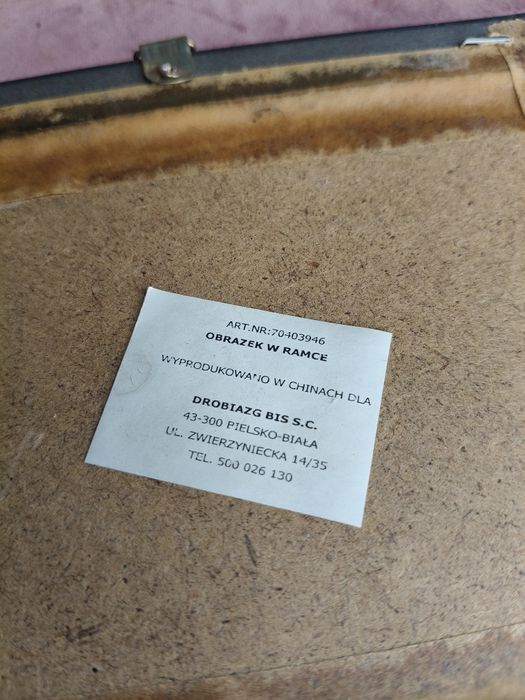 ART.NR:70403946
OBRAZEK W RAMCE
WYPRODUKOWANO W CHINACH DLA
DROBIAZG BIS S.C.
43-300 PIELSKO-BIAŁA
UL. ZWIERZYNIECKA 14/35
TEL. 500 026 130